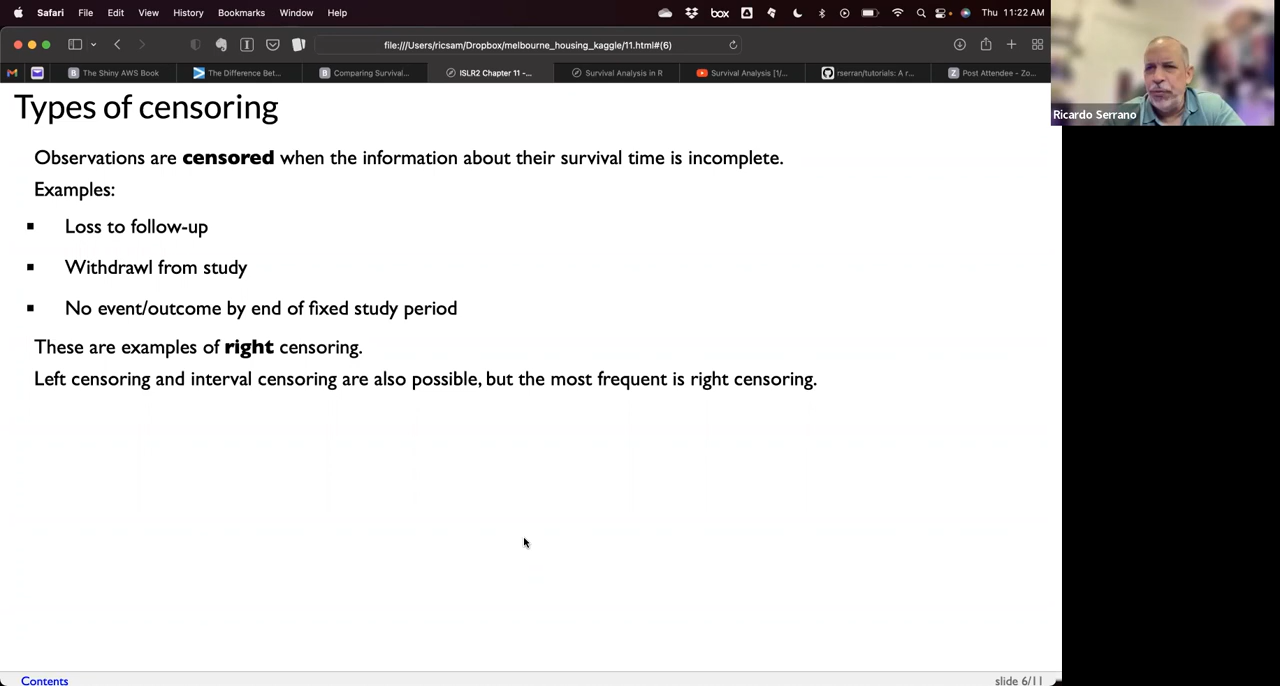 Safari File Edit View History Bookmarks Window Help box Thu 11:22 AM
file:///Users/ricsam/Dropbox/melbourne_housing_kaggle/11.html#(6)
The Shiny AWS Book The Difference Bet... Comparing Survival... ISLR2 Chapter 11 -... Survival Analysis in R Survival Analysis [1/... rserran/tutorials: A r... Post Attendee - Zo...
Ricardo Serrano
Types of censoring
Observations are censored when the information about their survival time is incomplete.
Examples:
Loss to follow-up
Withdrawl from study
No event/outcome by end of fixed study period
These are examples of right censoring.
Left censoring and interval censoring are also possible, but the most frequent is right censoring.
Contents slide 6/11